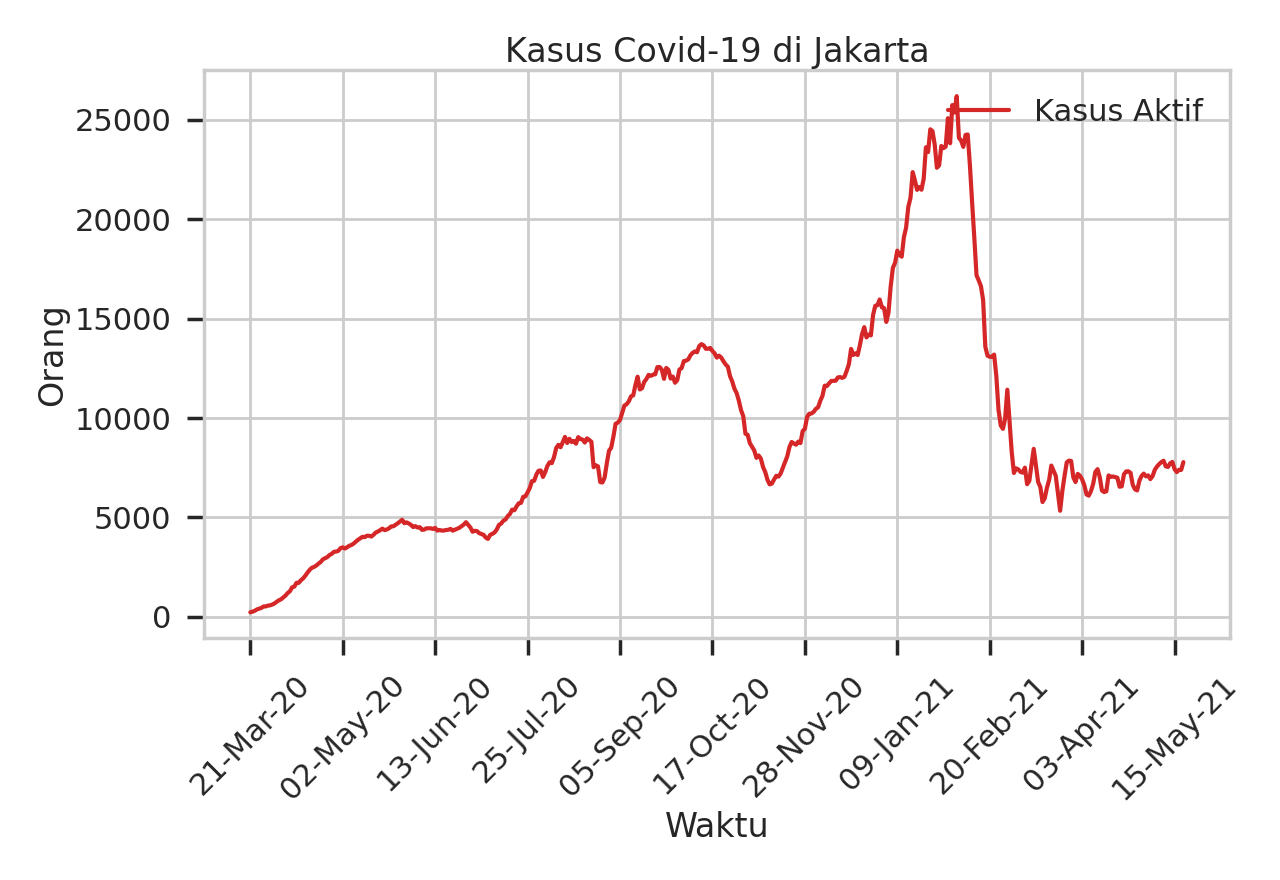 Kasus Covid-19 di Jakarta
Kasus Aktif
Orang
25000
20000
15000
10000
5000
0
21-Mar-20
02-May-20
13-Jun-20
25-Jul-20
05-Sep-20
17-Oct-20
28-Nov-20
09-Jan-21
20-Feb-21
03-Apr-21
15-May-21
Waktu